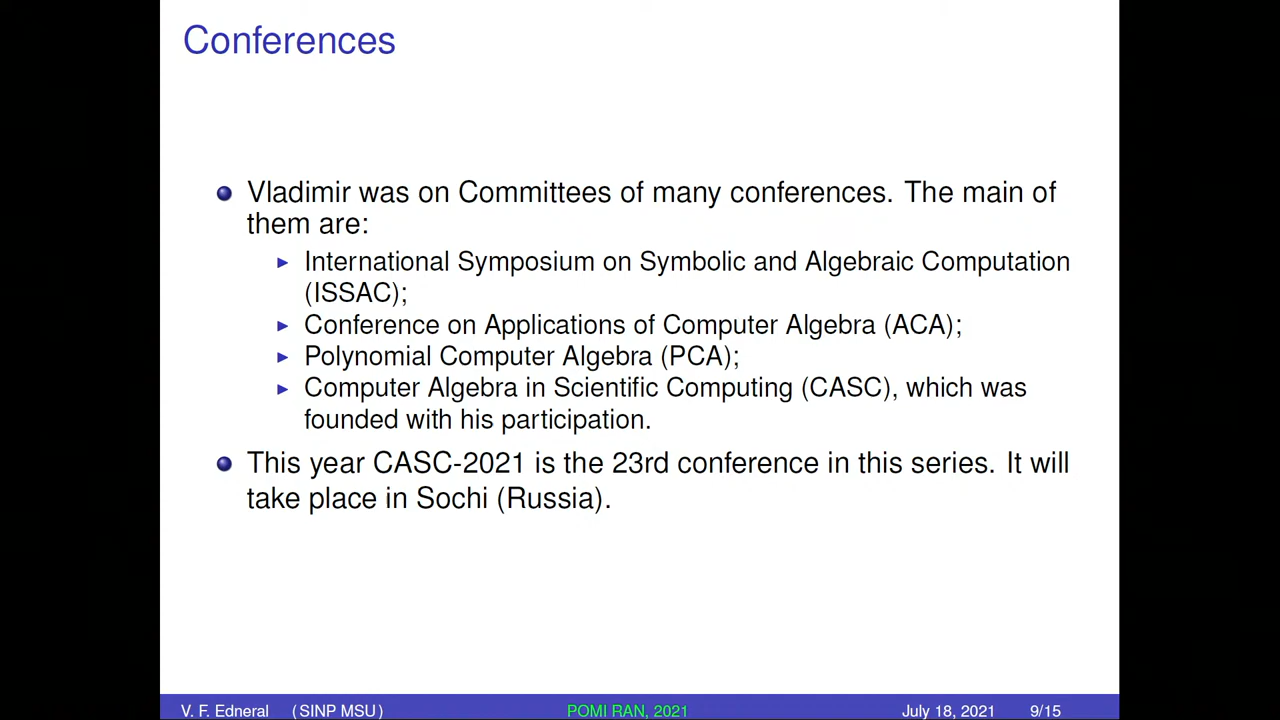 Conferences
Vladimir was on Committees of many conferences. The main of
them are:
International Symposium on Symbolic and Algebraic Computation
(ISSAC);
Conference on Applications of Computer Algebra (ACA);
Polynomial Computer Algebra (PCA);
Computer Algebra in Scientific Computing (CASC), which was
founded with his participation.
This year CASC-2021 is the 23rd conference in this series. It will
take place in Sochi (Russia).
V. F. Edneral (SINP MSU) POMI RAN, 2021 July 18, 2021 9/15